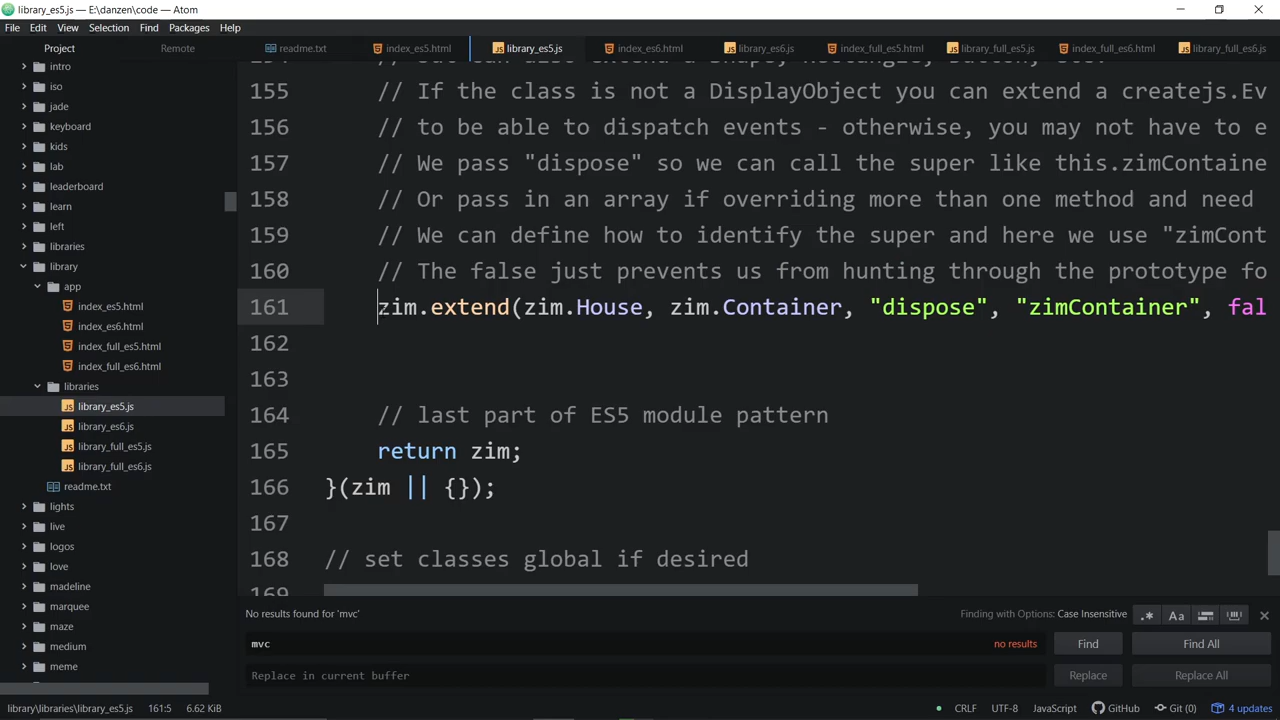 library_es5.js — E:\danzen\code — Atom
File Edit View Selection Find Packages Help
Project Remote readme.txt index_es5.html library_es5.js index_es6.html library_es6.js index_full_es5.html library_full_es5.js index_full_es6.html library_full_es6.js
intro
iso
jade
keyboard
kids
lab
leaderboard
learn
left
libraries
library
app
index_es5.html
index_es6.html
index_full_es5.html
index_full_es6.html
libraries
library_es5.js
library_es6.js
library_full_es5.js
library_full_es6.js
readme.txt
lights
live
logos
love
madeline
marquee
maze
medium
meme
155 // If the class is not a DisplayObject you can extend a createjs.Ev
156 // to be able to dispatch events - otherwise, you may not have to e
157 // We pass "dispose" so we can call the super like this.zimContaine
158 // Or pass in an array if overriding more than one method and need
159 // We can define how to identify the super and here we use "zimCont
160 // The false just prevents us from hunting through the prototype fo
161 zim.extend(zim.House, zim.Container, "dispose", "zimContainer", fal
162
163
164 // last part of ES5 module pattern
165 return zim;
166 }(zim || {});
167
168 // set classes global if desired
169
No results found for 'mvc' Finding with Options: Case Insensitive .* Aa
mvc no results Find Find All
Replace in current buffer Replace Replace All
library\libraries\library_es5.js 161:5 6.62 KiB CRLF UTF-8 JavaScript GitHub Git (0) 4 updates